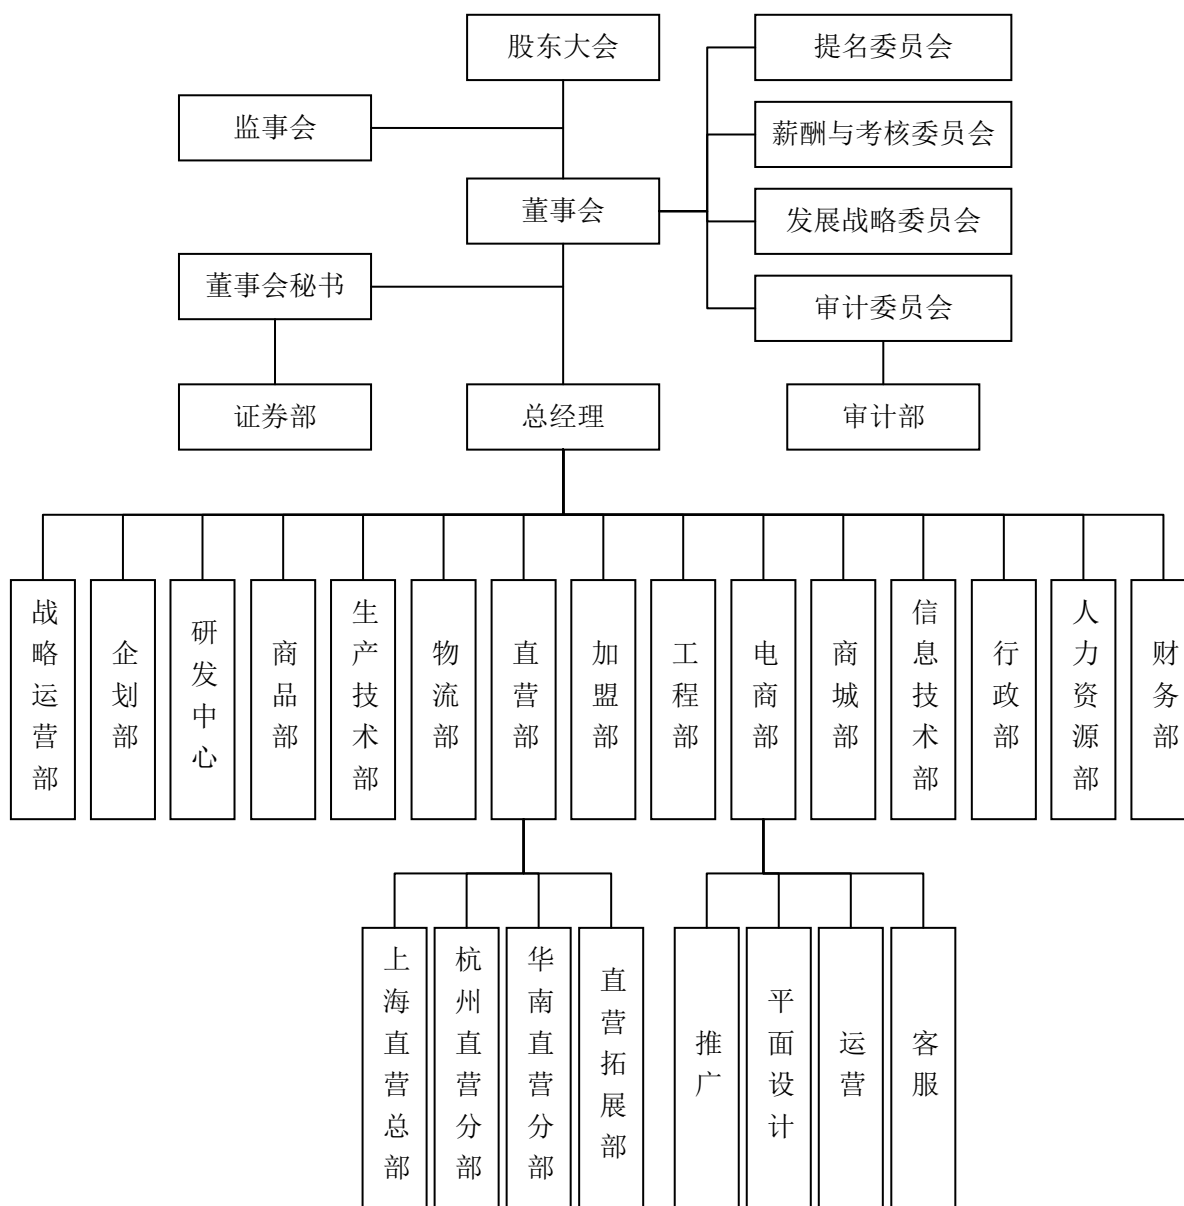 股东大会
提名委员会
监事会
薪酬与考核委员会
董事会
发展战略委员会
董事会秘书
审计委员会
证券部
总经理
审计部
战略运营部
企划部
研发中心
商品部
生产技术部
物流部
直营部
加盟部
工程部
电商部
商城部
信息技术部
行政部
人力资源部
财务部
上海直营总部
杭州直营分部
华南直营分部
直营拓展部
推广
平面设计
运营
客服